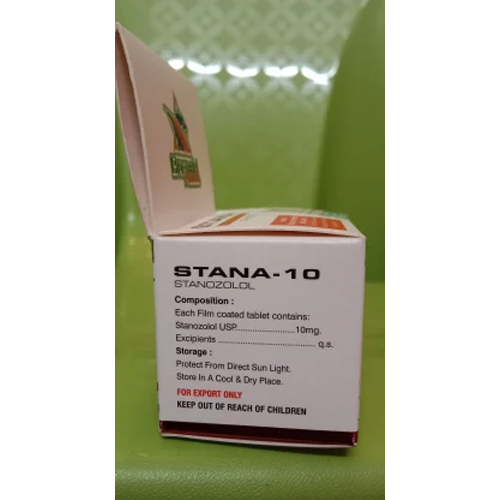 STANA-10
STANOZOLOL
Composition :
Each Film coated tablet contains:
Stanozolol USP.......................10mg.
Excipients ...................................... q.s.
Storage :
Protect From Direct Sun Light.
Store In A Cool & Dry Place.
FOR EXPORT ONLY
KEEP OUT OF REACH OF CHILDREN